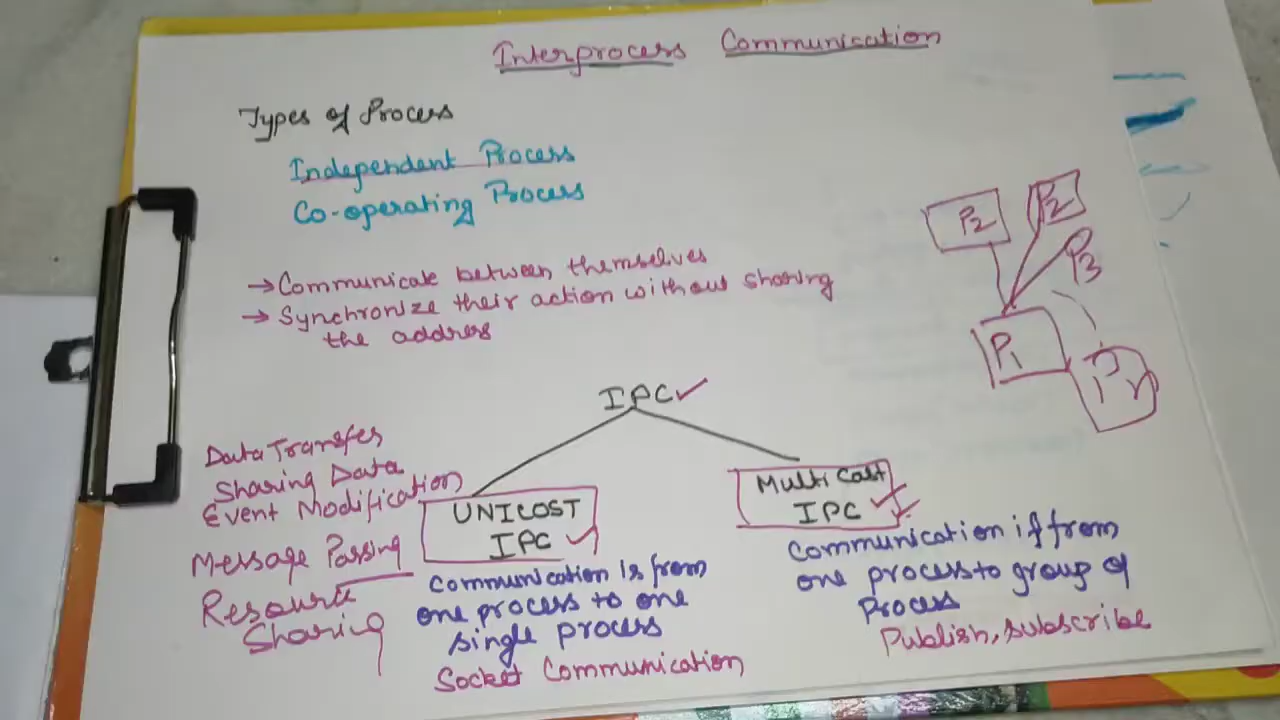 Interprocess Communication
Types of Process
Independent Process
Co-operating Process
→ Communicate between themselves
→ Synchronize their action without sharing
the address
P2
P2
P3
P1
Pn
IPC ✓
Data Transfer
Sharing Data
Event Modification
Message Passing
Resource
Sharing
UNICOST
IPC ✓
Communication is from
one process to one
single process
Socket Communication
Multi Cast
IPC ✓
Communication if from
one process to group of
Process
Publish, subscribe